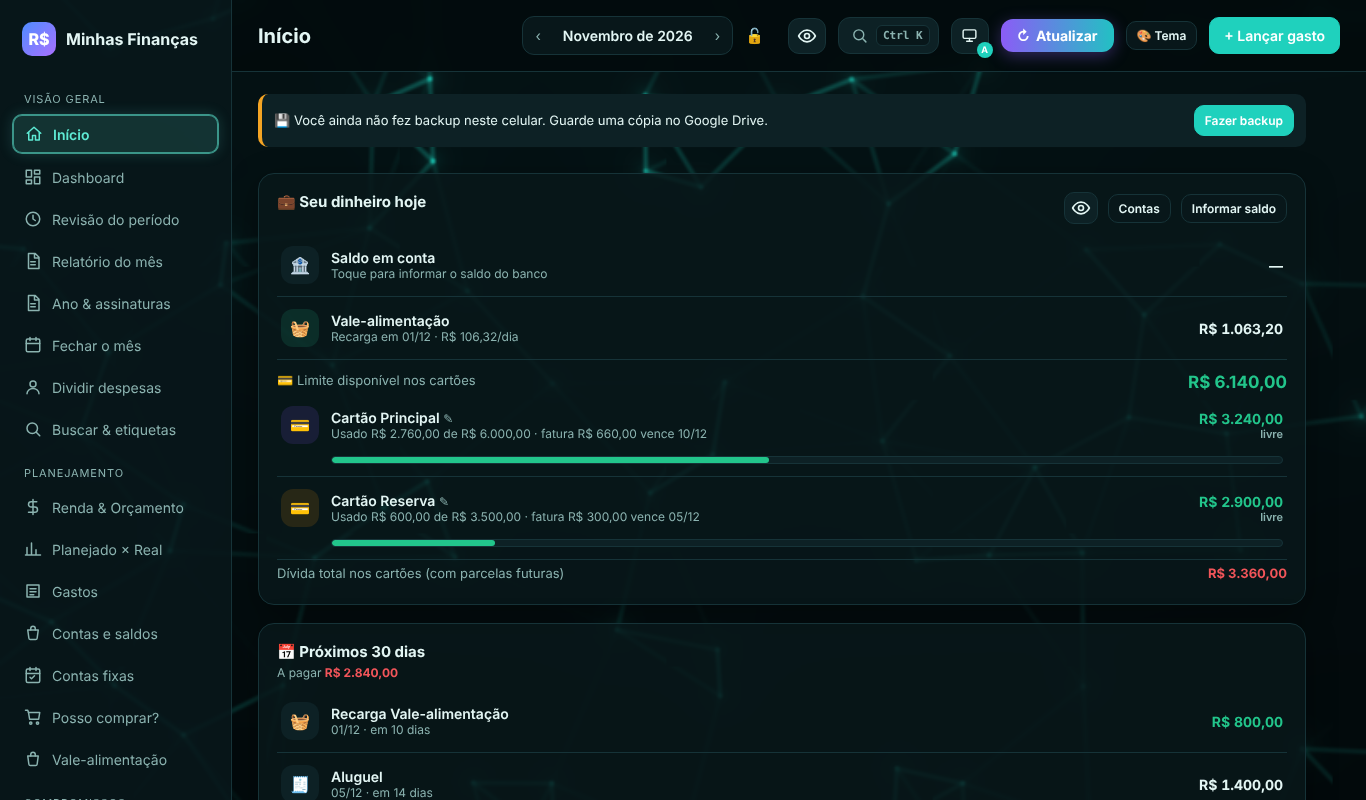 R$ Minhas Finanças
VISÃO GERAL
Início
Dashboard
Revisão do período
Relatório do mês
Ano & assinaturas
Fechar o mês
Dividir despesas
Buscar & etiquetas
PLANEJAMENTO
Renda & Orçamento
Planejado × Real
Gastos
Contas e saldos
Contas fixas
Posso comprar?
Vale-alimentação
Início
‹ Novembro de 2026 ›
Ctrl K
A
↻ Atualizar
🎨 Tema
+ Lançar gasto
💾 Você ainda não fez backup neste celular. Guarde uma cópia no Google Drive.
Fazer backup
💼 Seu dinheiro hoje
Contas
Informar saldo
Saldo em conta
Toque para informar o saldo do banco
—
Vale-alimentação
Recarga em 01/12 · R$ 106,32/dia
R$ 1.063,20
💳 Limite disponível nos cartões
R$ 6.140,00
Cartão Principal ✎
Usado R$ 2.760,00 de R$ 6.000,00 · fatura R$ 660,00 vence 10/12
R$ 3.240,00
livre
Cartão Reserva ✎
Usado R$ 600,00 de R$ 3.500,00 · fatura R$ 300,00 vence 05/12
R$ 2.900,00
livre
Dívida total nos cartões (com parcelas futuras)
R$ 3.360,00
📅 Próximos 30 dias
A pagar R$ 2.840,00
Recarga Vale-alimentação
01/12 · em 10 dias
R$ 800,00
Aluguel
05/12 · em 14 dias
R$ 1.400,00